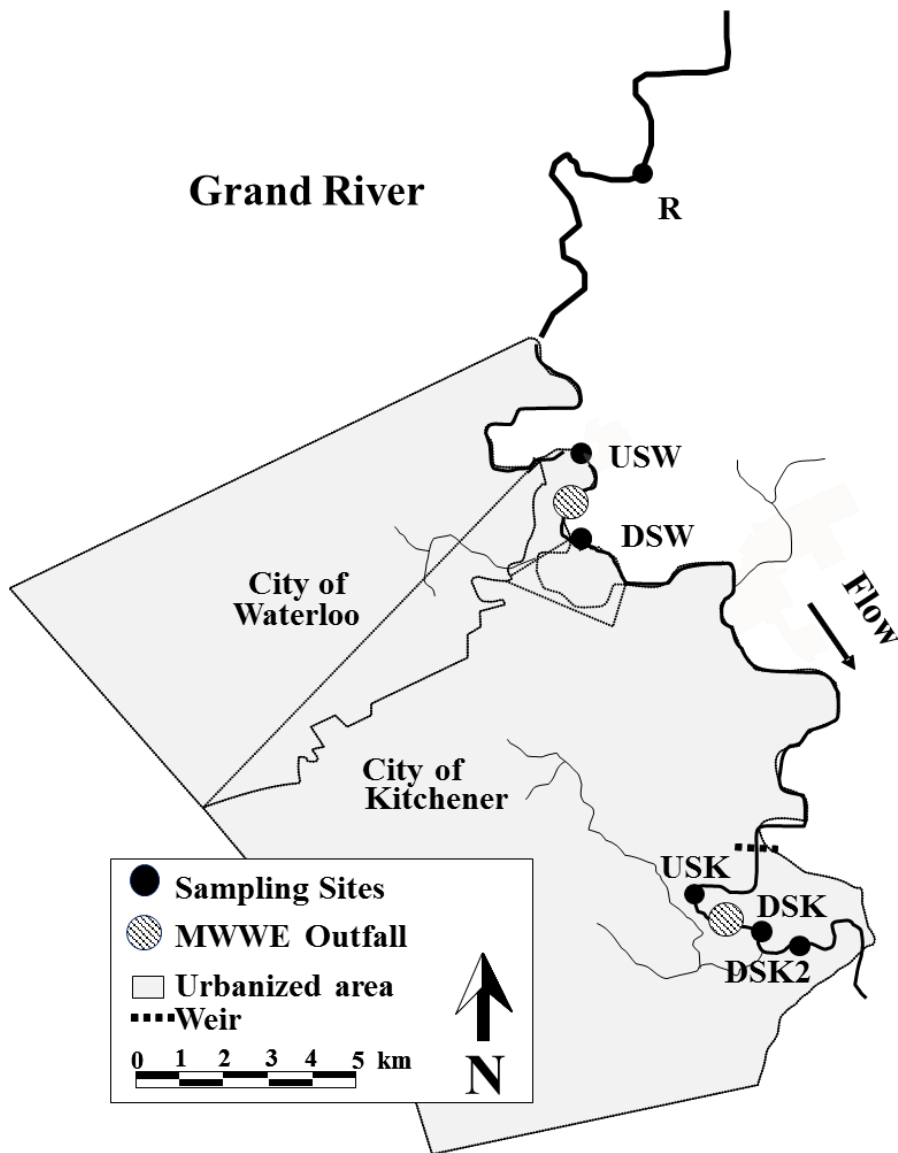 Grand River
R
USW
DSW
City of
Waterloo
Flow
City of
Kitchener
USK
DSK
DSK2
Sampling Sites
MWWE Outfall
Urbanized area
Weir
0 1 2 3 4 5 km
N